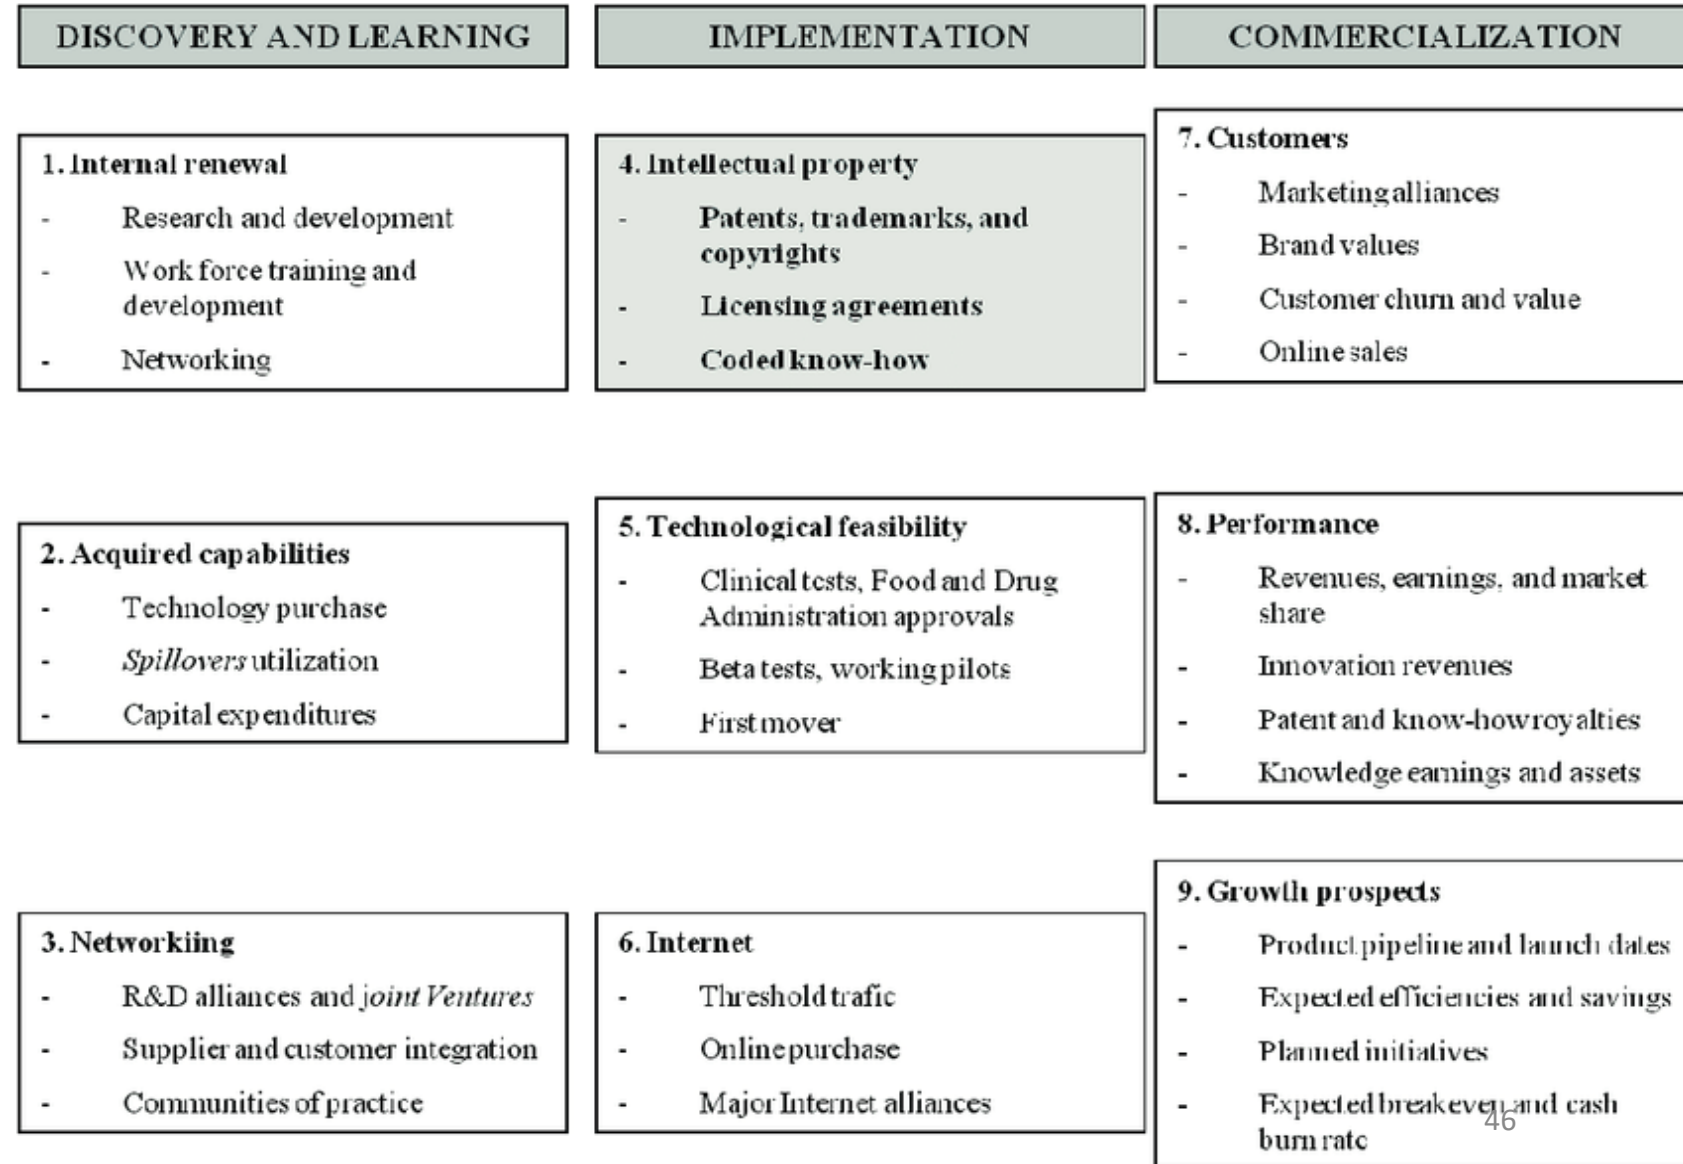 DISCOVERY AND LEARNING
1. Internal renewal
- Research and development
- Work force training and
development
- Networking
2. Acquired capabilities
- Technology purchase
- Spillovers utilization
- Capital expenditures
3. Networkiing
- R&D alliances and joint Ventures
- Supplier and customer integration
- Communities of practice
IMPLEMENTATION
4. Intellectual property
- Patents, trademarks, and
copyrights
- Licensing agreements
- Coded know-how
5. Technological feasibility
- Clinical tests, Food and Drug
Administration approvals
- Beta tests, working pilots
- First mover
6. Internet
- Threshold trafic
- Online purchase
- Major Internet alliances
COMMERCIALIZATION
7. Customers
- Marketing alliances
- Brand values
- Customer churn and value
- Online sales
8. Performance
- Revenues, earnings, and market
share
- Innovation revenues
- Patent and know-how royalties
- Knowledge earnings and assets
9. Growth prospects
- Product pipeline and launch dates
- Expected efficiencies and savings
- Planned initiatives
- Expected breakeven and cash
burn rate
46